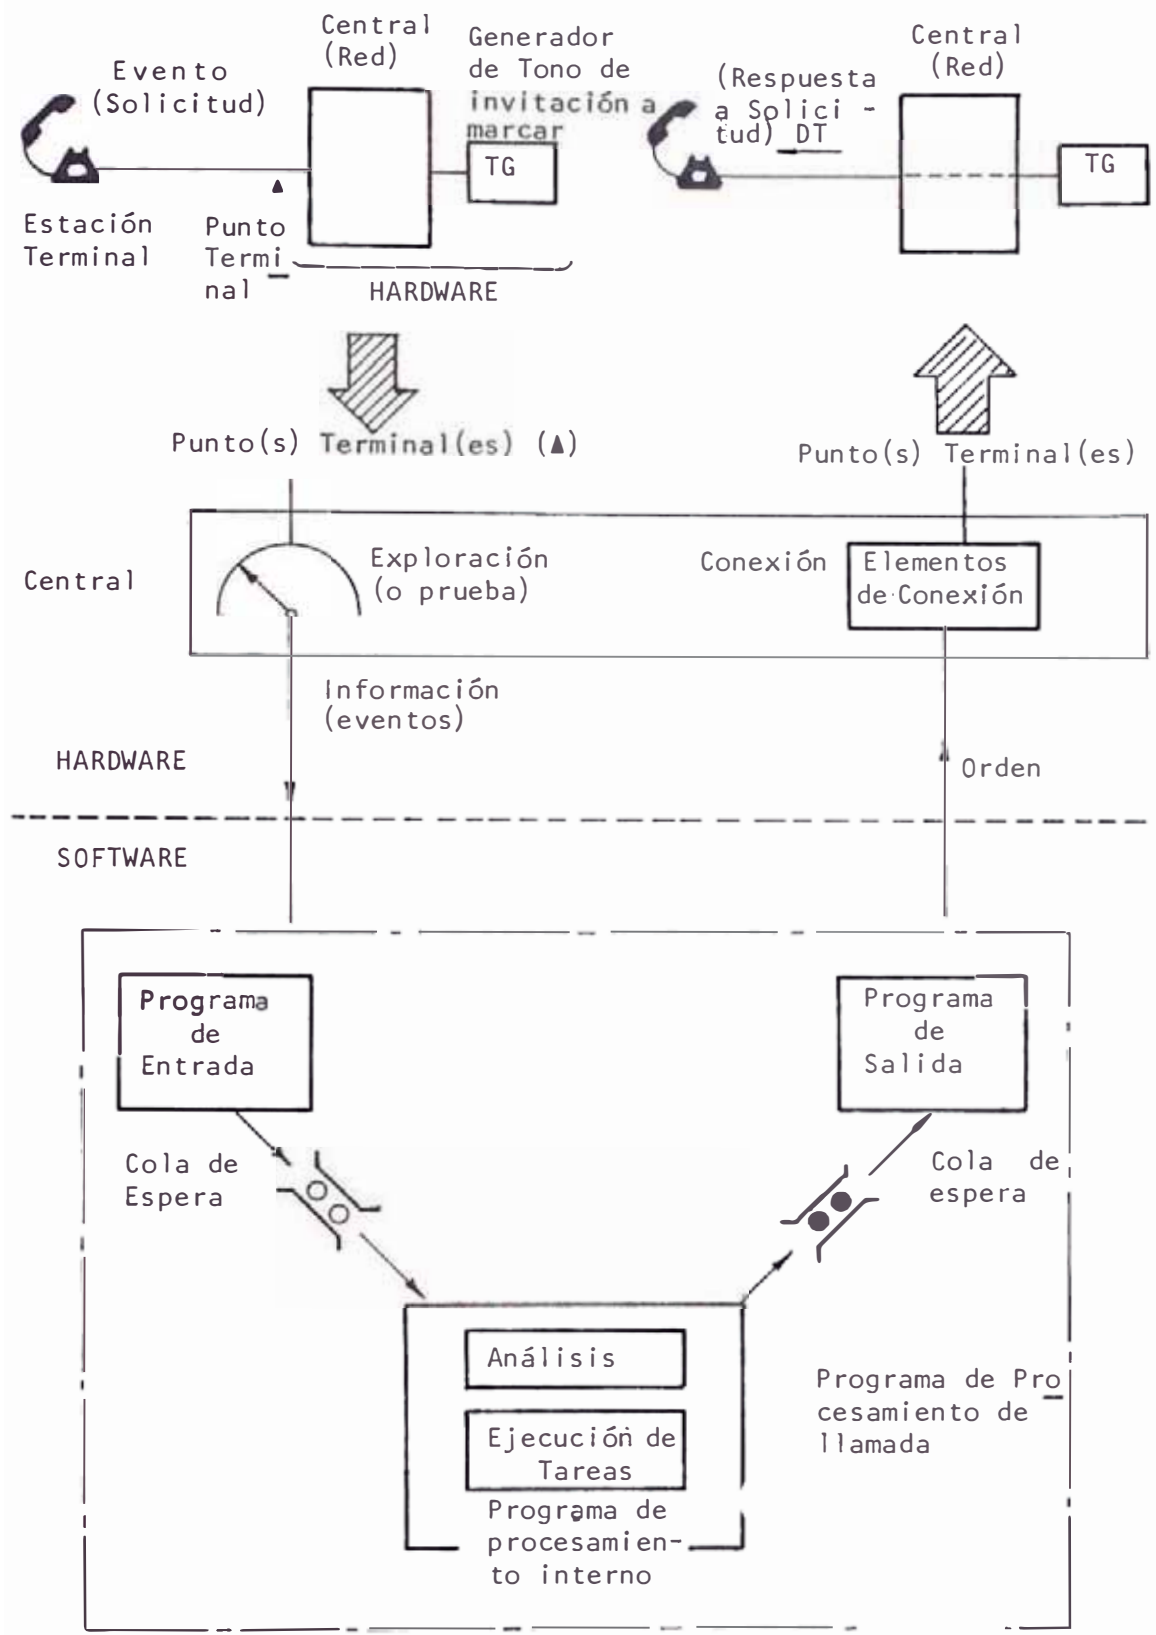 Evento
(Solicitud)
Central
(Red)
Generador
de Tono de
invitación a
marcar
TG
Estación
Terminal
Punto
Termi
nal
HARDWARE
(Respuesta
a Solici -
tud) DT
Central
(Red)
TG
Punto(s) Terminal(es) (▲)
Punto(s) Terminal(es)
Central
Exploración
(o prueba)
Conexión
Elementos
de Conexión
Información
(eventos)
HARDWARE
Orden
SOFTWARE
Programa
de
Entrada
Programa
de
Salida
Cola de
Espera
Cola de
espera
Análisis
Ejecución de
Tareas
Programa de
procesamien-
to interno
Programa de Pro
cesamiento de
llamada